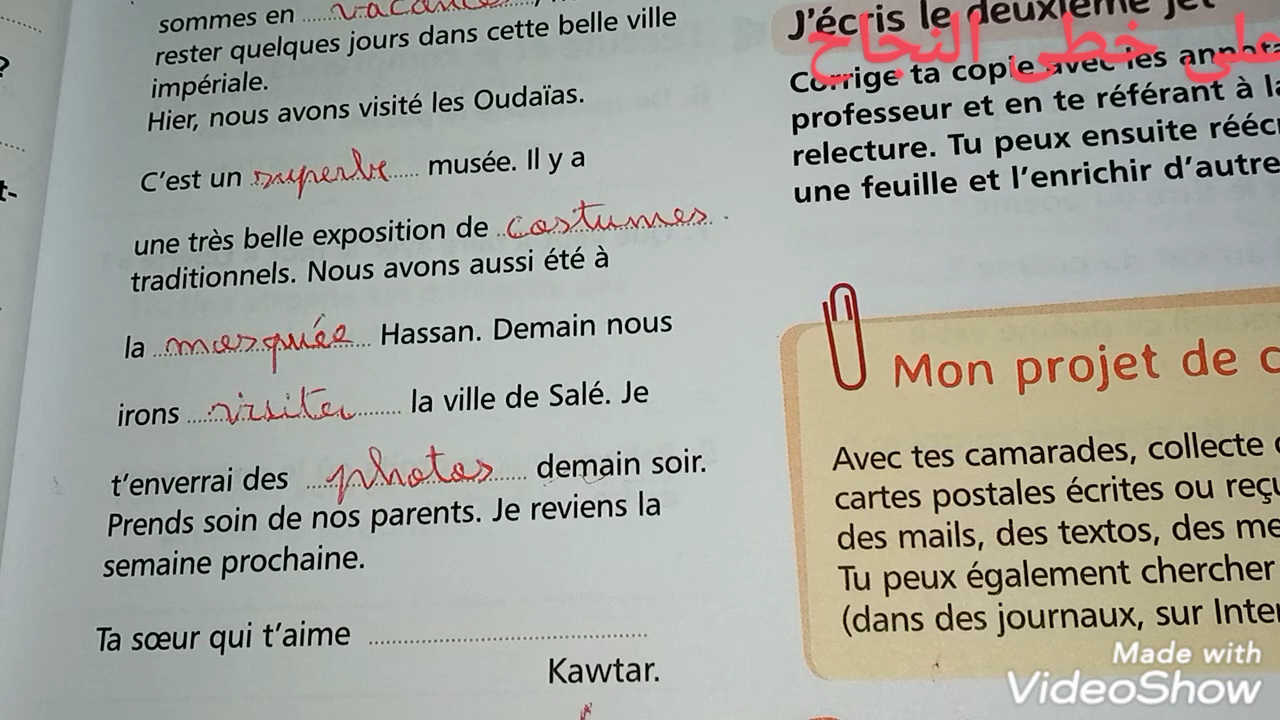 sommes en vacances
rester quelques jours dans cette belle ville
impériale.
Hier, nous avons visité les Oudaïas.
C'est un superbe musée. Il y a
une très belle exposition de costumes
traditionnels. Nous avons aussi été à
la mosquée Hassan. Demain nous
irons visiter la ville de Salé. Je
t'enverrai des photos demain soir.
Prends soin de nos parents. Je reviens la
semaine prochaine.
Ta sœur qui t'aime
Kawtar.
J'écris le deuxième jet
على خطى النجاح
Corrige ta copie avec les
professeur et en te référant à
relecture. Tu peux ensuite
une feuille et l'enrichir d'autre
Mon projet de
Avec tes camarades, collecte
cartes postales écrites ou
des mails, des textos, des
Tu peux également chercher
(dans des journaux, sur
Made with
VideoShow